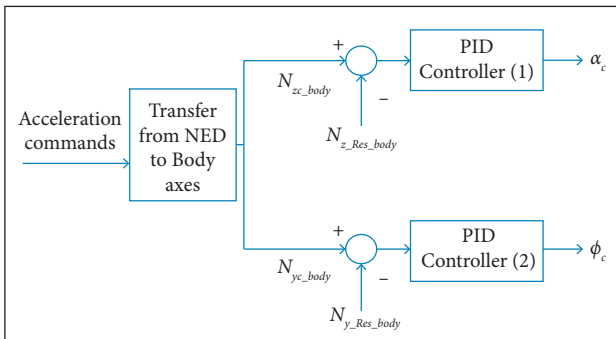 Acceleration
commands
Transfer
from NED
to Body
axes
+
N_zc_body
−
N_z_Res_body
PID
Controller (1)
α_c
+
N_yc_body
−
N_y_Res_body
PID
Controller (2)
ϕ_c